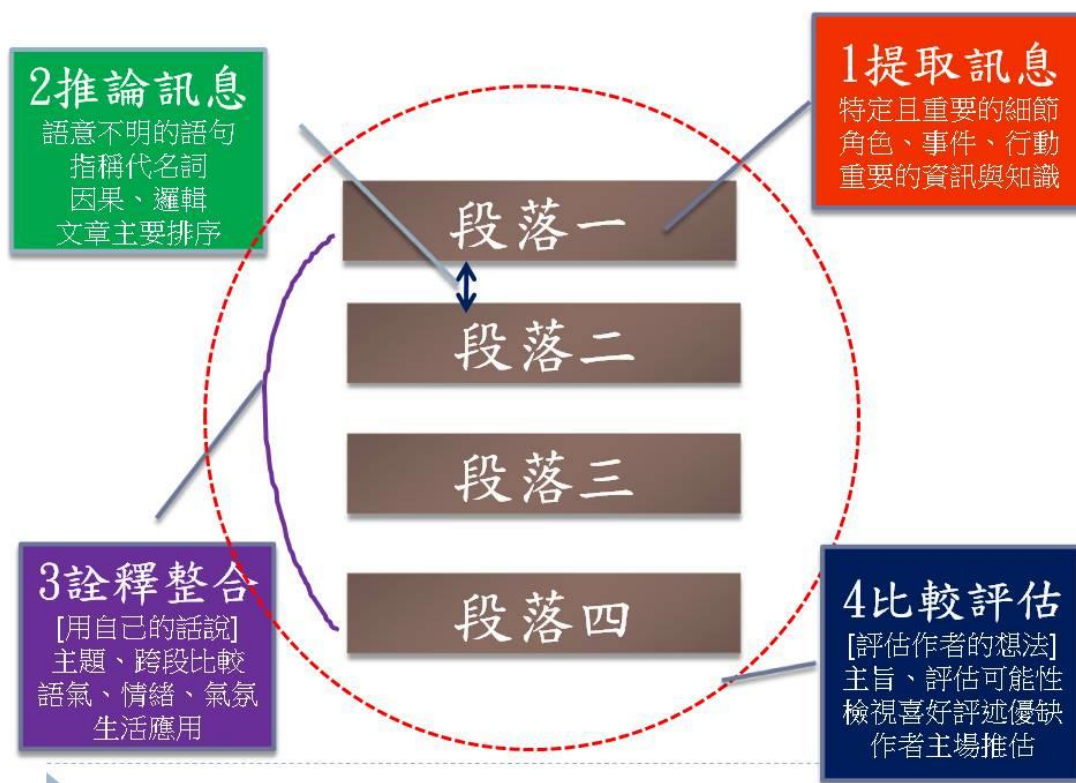 2推論訊息
語意不明的語句
指稱代名詞
因果、邏輯
文章主要排序
1提取訊息
特定且重要的細節
角色、事件、行動
重要的資訊與知識
段落一
段落二
段落三
段落四
3詮釋整合
[用自己的話說]
主題、跨段比較
語氣、情緒、氣氛
生活應用
4比較評估
[評估作者的想法]
主旨、評估可能性
檢視喜好評述優缺
作者主場推估